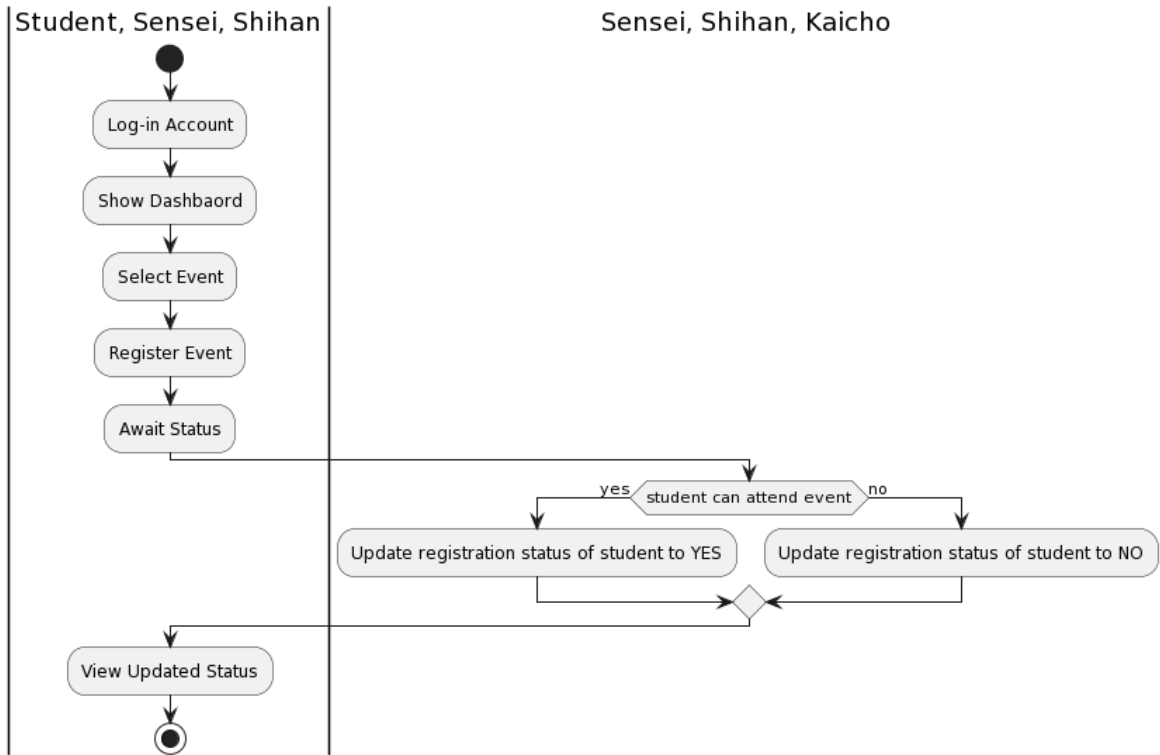 Student, Sensei, Shihan
Sensei, Shihan, Kaicho
Log-in Account
Show Dashbaord
Select Event
Register Event
Await Status
yes
student can attend event
no
Update registration status of student to YES
Update registration status of student to NO
View Updated Status